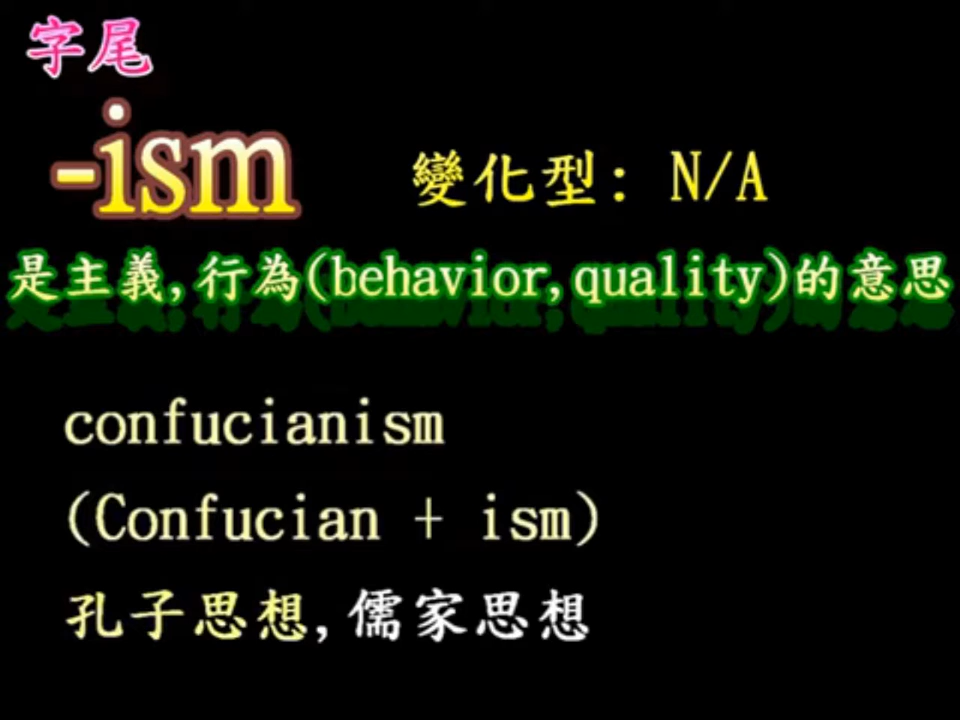 字尾
-ism 變化型: N/A
是主義,行為(behavior,quality)的意思
confucianism
(Confucian + ism)
孔子思想,儒家思想